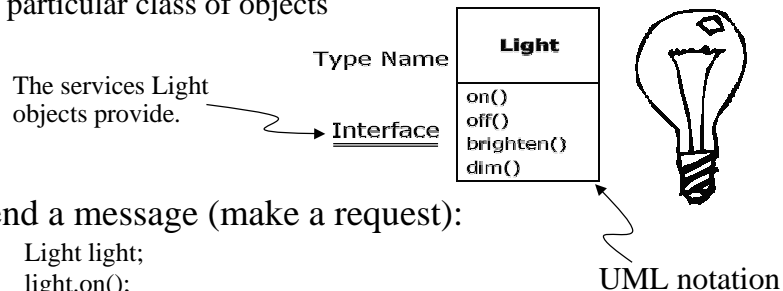 particular class of objects
Type Name
Light
The services Light
objects provide.
Interface
on()
off()
brighten()
dim()
end a message (make a request):
Light light;
light.on();
UML notation